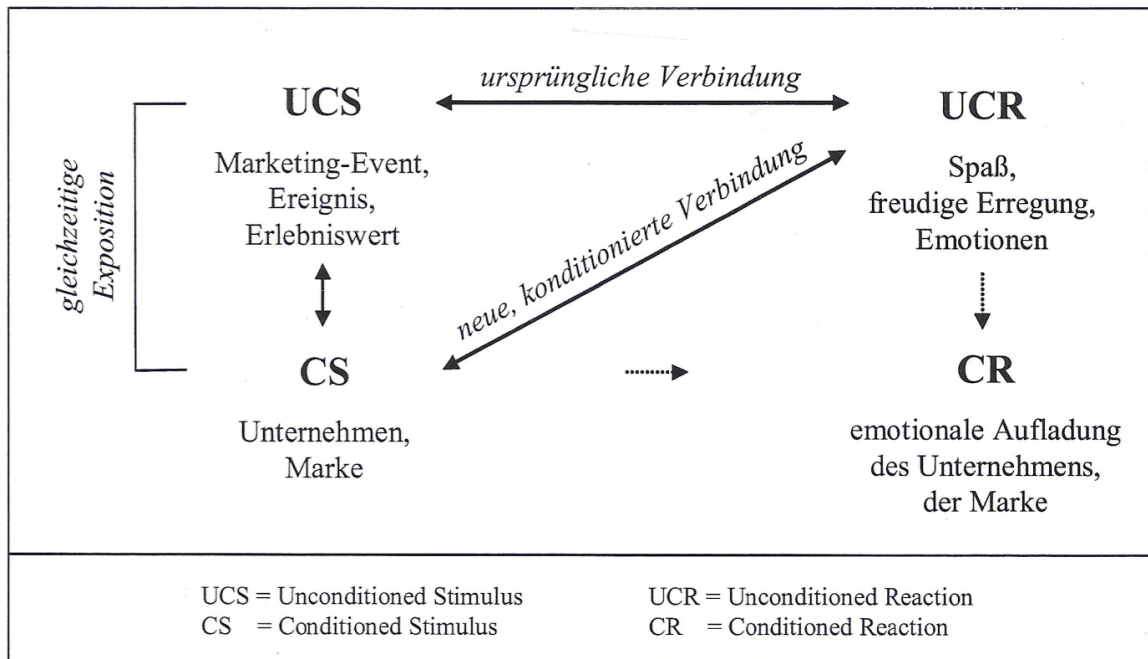 ursprüngliche Verbindung
UCS
UCR
Marketing-Event,
Ereignis,
Erlebniswert
Spaß,
freudige Erregung,
Emotionen
gleichzeitige
Exposition
neue, konditionierte Verbindung
CS
CR
Unternehmen,
Marke
emotionale Aufladung
des Unternehmens,
der Marke
UCS = Unconditioned Stimulus
UCR = Unconditioned Reaction
CS = Conditioned Stimulus
CR = Conditioned Reaction